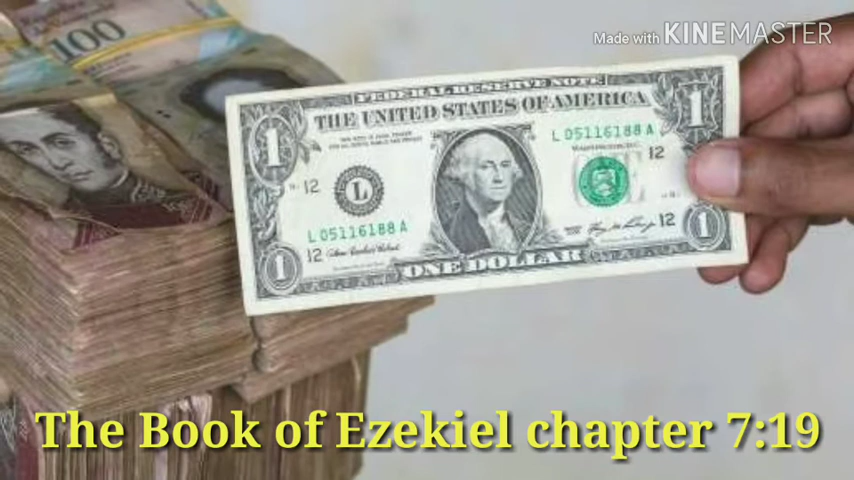 Made with KINEMASTER
100
FEDERAL RESERVE NOTE
THE UNITED STATES OF AMERICA
1
1
L 05116188 A
12
12
L
L 05116188 A
12
12
1
1
ONE DOLLAR
The Book of Ezekiel chapter 7:19